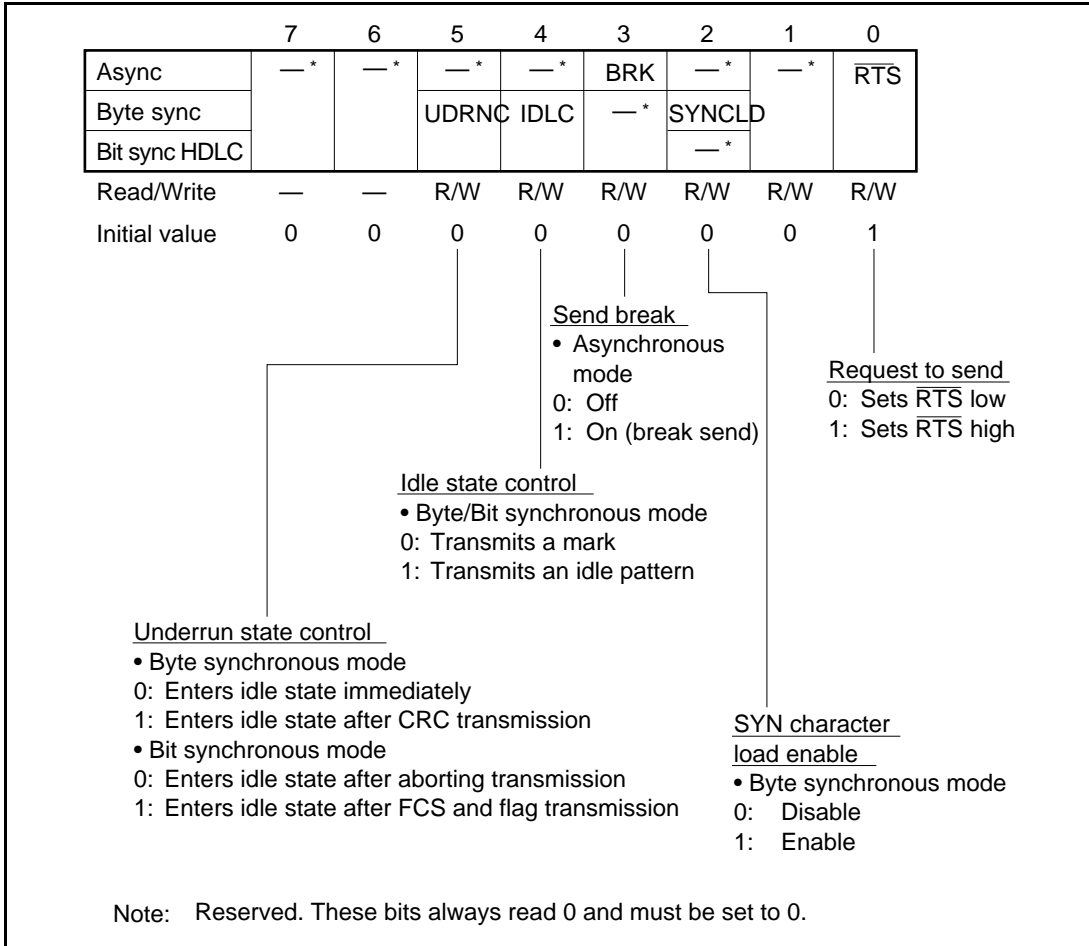 7 6 5 4 3 2 1 0
Async —* —* —* —* BRK —* —* RTS
Byte sync UDRNC IDLC —* SYNCLD
Bit sync HDLC —*
Read/Write — — R/W R/W R/W R/W R/W R/W
Initial value 0 0 0 0 0 0 0 1
Send break
• Asynchronous
mode
0: Off
1: On (break send)
Request to send
0: Sets RTS low
1: Sets RTS high
Idle state control
• Byte/Bit synchronous mode
0: Transmits a mark
1: Transmits an idle pattern
Underrun state control
• Byte synchronous mode
0: Enters idle state immediately
1: Enters idle state after CRC transmission
• Bit synchronous mode
0: Enters idle state after aborting transmission
1: Enters idle state after FCS and flag transmission
SYN character
load enable
• Byte synchronous mode
0: Disable
1: Enable
Note: Reserved. These bits always read 0 and must be set to 0.